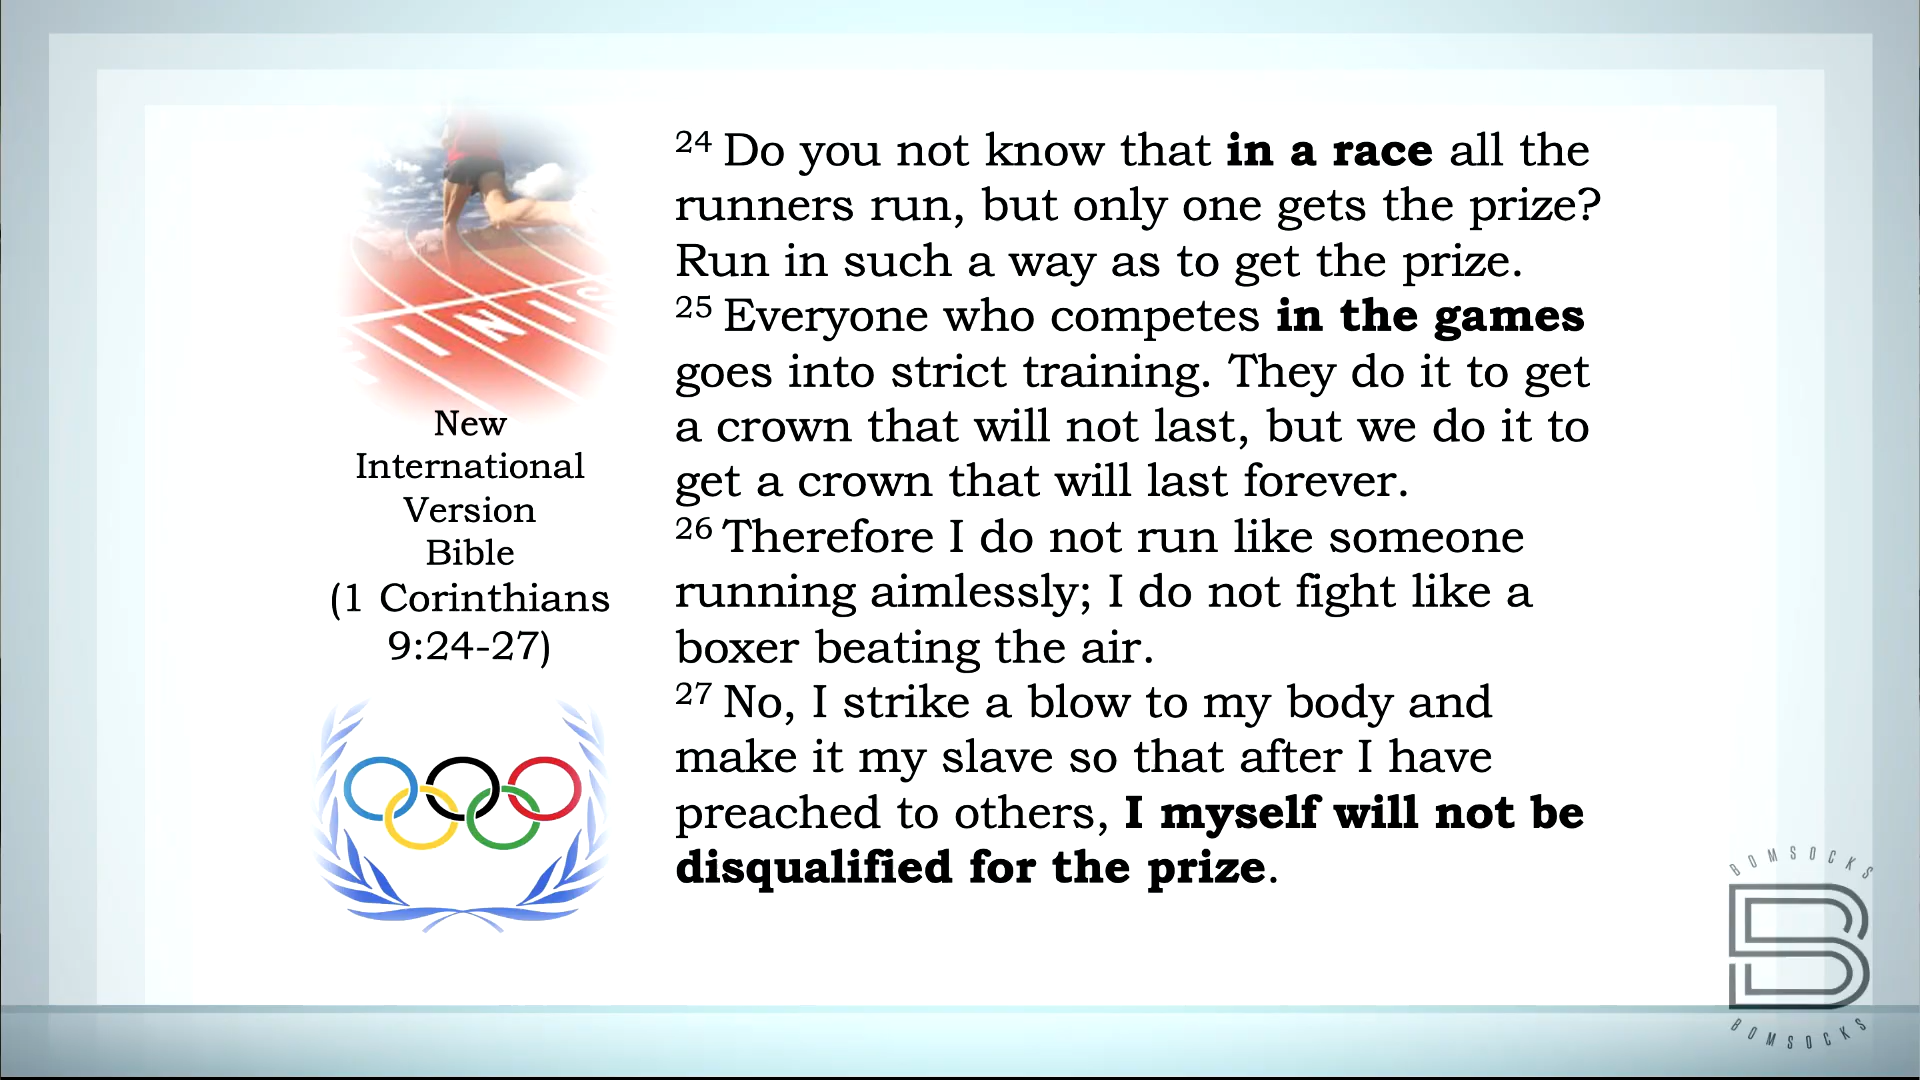 24 Do you not know that in a race all the
runners run, but only one gets the prize?
Run in such a way as to get the prize.
25 Everyone who competes in the games
goes into strict training. They do it to get
a crown that will not last, but we do it to
get a crown that will last forever.
26 Therefore I do not run like someone
running aimlessly; I do not fight like a
boxer beating the air.
27 No, I strike a blow to my body and
make it my slave so that after I have
preached to others, I myself will not be
disqualified for the prize.
New
International
Version
Bible
(1 Corinthians
9:24-27)
FINIS
BOMSOCKS
B
BOMSOCKS